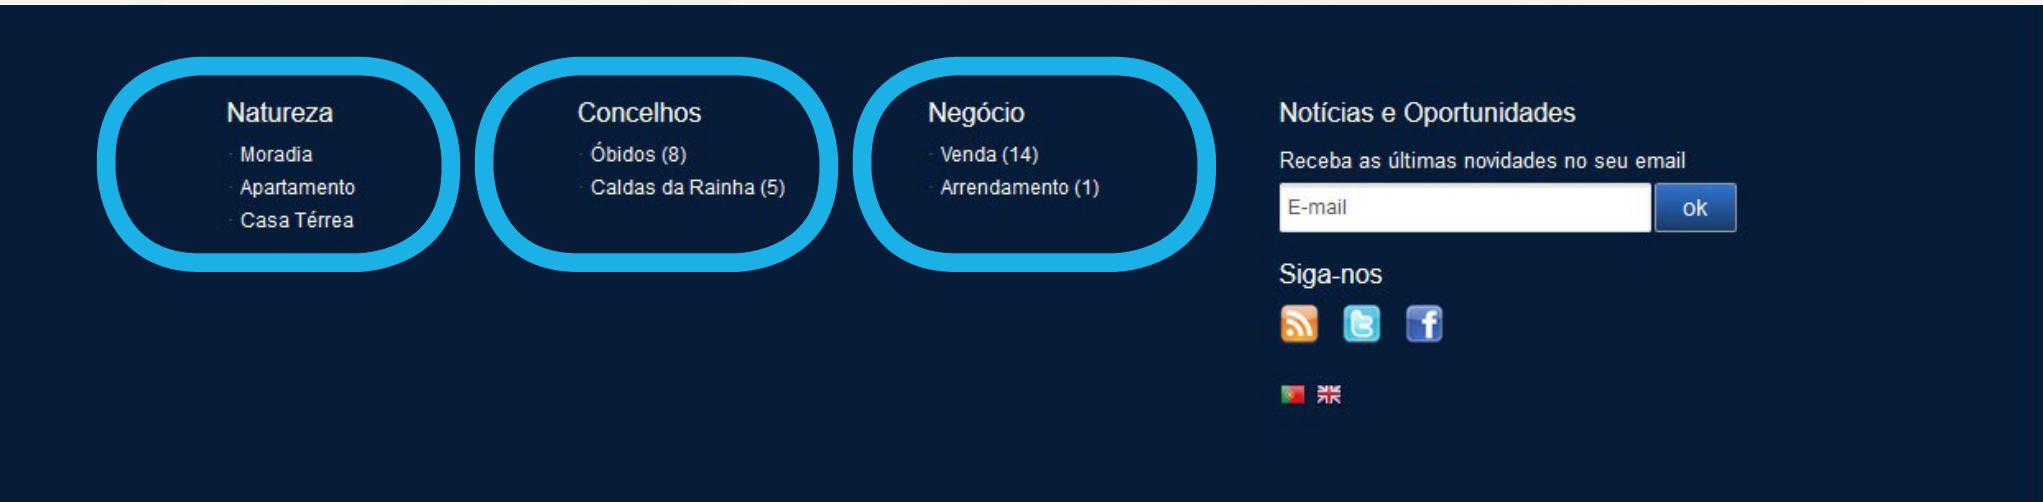 Natureza
Moradia
Apartamento
Casa Térrea
Concelhos
Óbidos (8)
Caldas da Rainha (5)
Negócio
Venda (14)
Arrendamento (1)
Notícias e Oportunidades
Receba as últimas novidades no seu email
E-mail
ok
Siga-nos